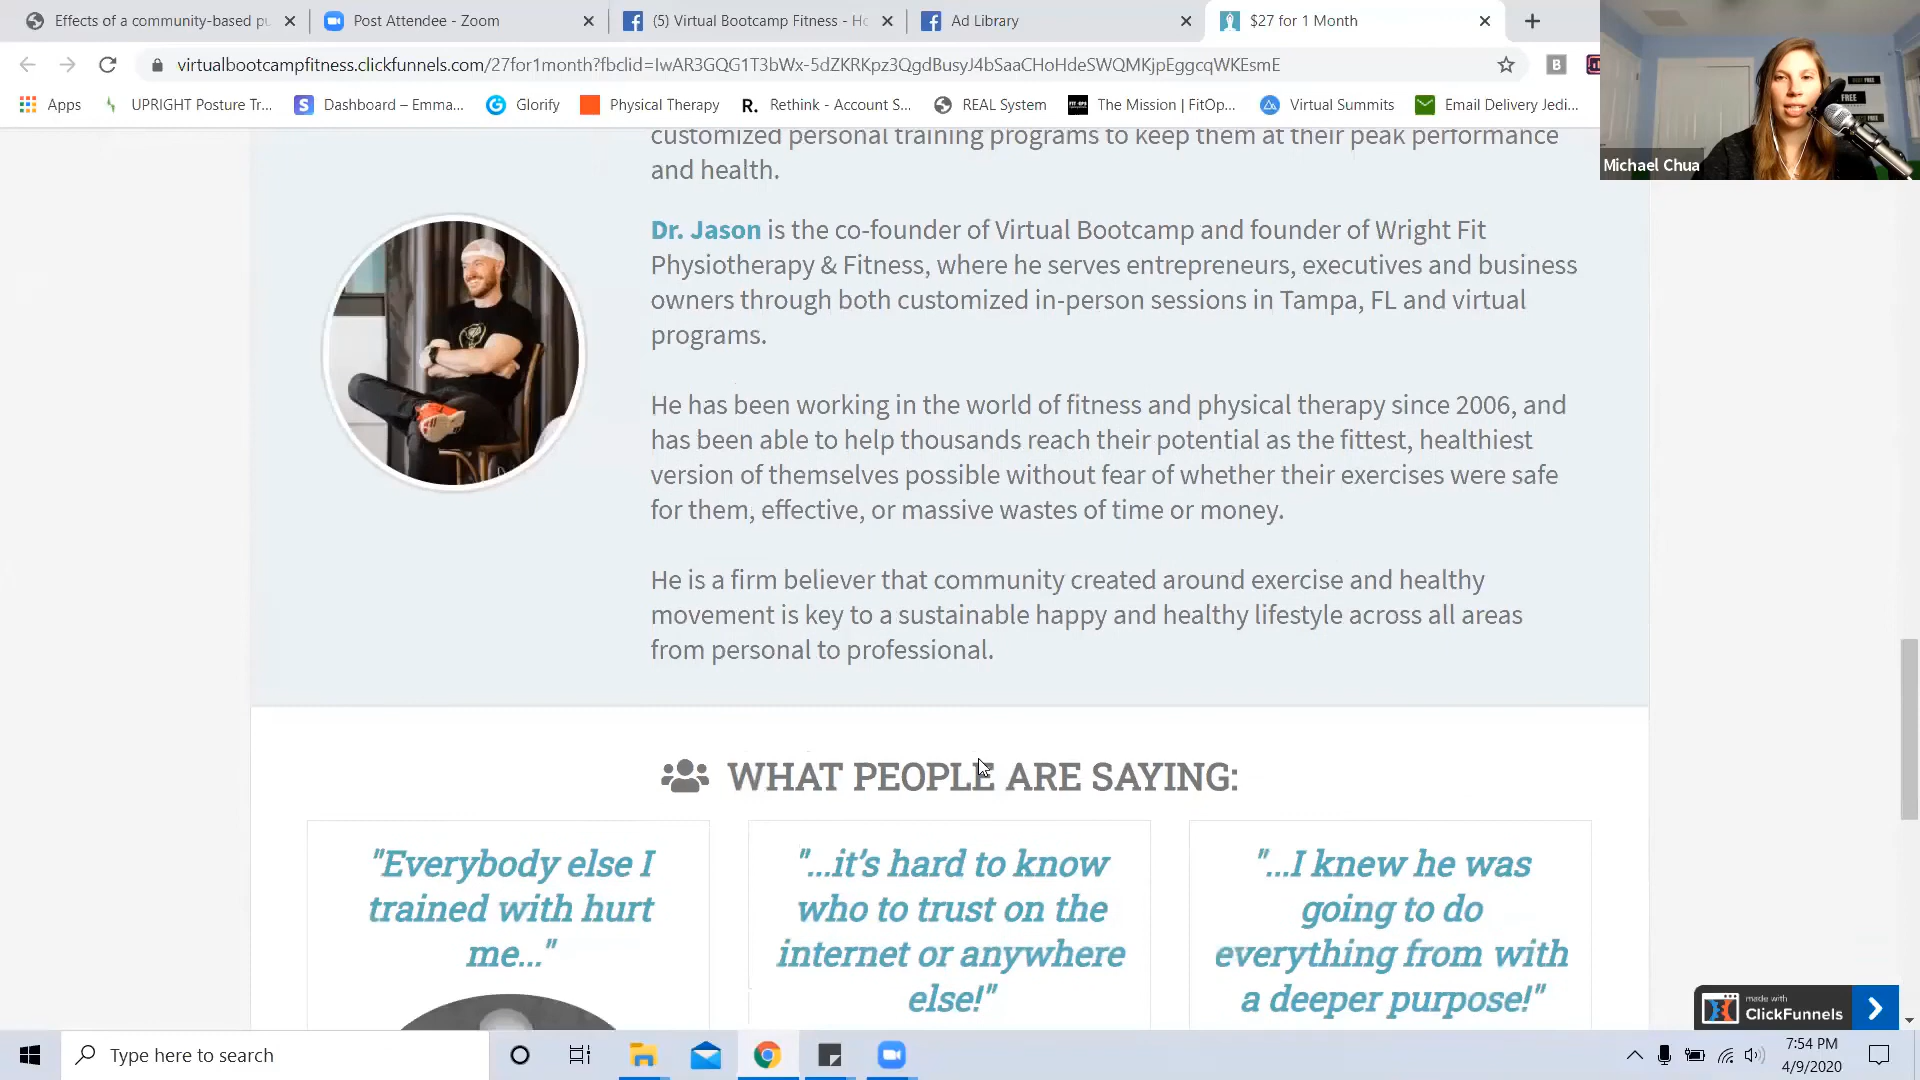 Effects of a community-based pu
Post Attendee - Zoom
(5) Virtual Bootcamp Fitness - Ho
Ad Library
$27 for 1 Month
virtualbootcampfitness.clickfunnels.com/27for1month?fbclid=IwAR3GQG1T3bWx-5dZKRKpz3QgdBusyJ4bSaaCHoHdeSWQMKjpEggcqWKEsmE
Apps
UPRIGHT Posture Tr...
Dashboard – Emma...
Glorify
Physical Therapy
Rethink - Account S...
REAL System
The Mission | FitOp...
Virtual Summits
Email Delivery Jedi...
FREE
Michael Chua
customized personal training programs to keep them at their peak performance
and health.
Dr. Jason is the co-founder of Virtual Bootcamp and founder of Wright Fit
Physiotherapy & Fitness, where he serves entrepreneurs, executives and business
owners through both customized in-person sessions in Tampa, FL and virtual
programs.
He has been working in the world of fitness and physical therapy since 2006, and
has been able to help thousands reach their potential as the fittest, healthiest
version of themselves possible without fear of whether their exercises were safe
for them, effective, or massive wastes of time or money.
He is a firm believer that community created around exercise and healthy
movement is key to a sustainable happy and healthy lifestyle across all areas
from personal to professional.
WHAT PEOPLE ARE SAYING:
"Everybody else I
trained with hurt
me..."
"...it's hard to know
who to trust on the
internet or anywhere
else!"
"...I knew he was
going to do
everything from with
a deeper purpose!"
made with
ClickFunnels
Type here to search
7:54 PM
4/9/2020